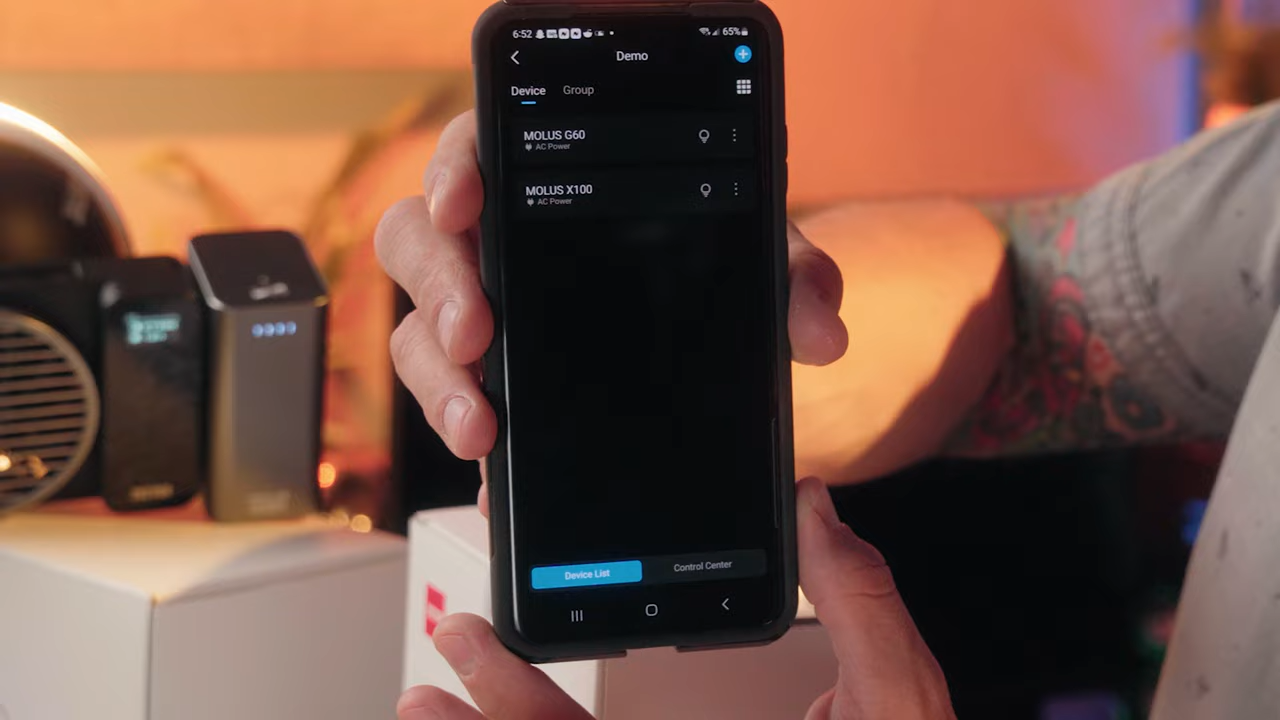 6:52 65%
Demo
Device Group
MOLUS G60
AC Power
MOLUS X100
AC Power
Device List Control Center